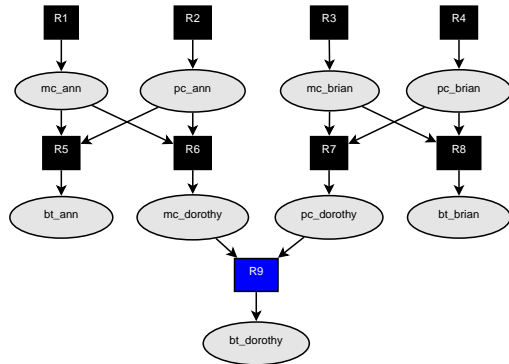 R1
R2
R3
R4
mc_ann
pc_ann
mc_brian
pc_brian
R5
R6
R7
R8
bt_ann
mc_dorothy
pc_dorothy
bt_brian
R9
bt_dorothy